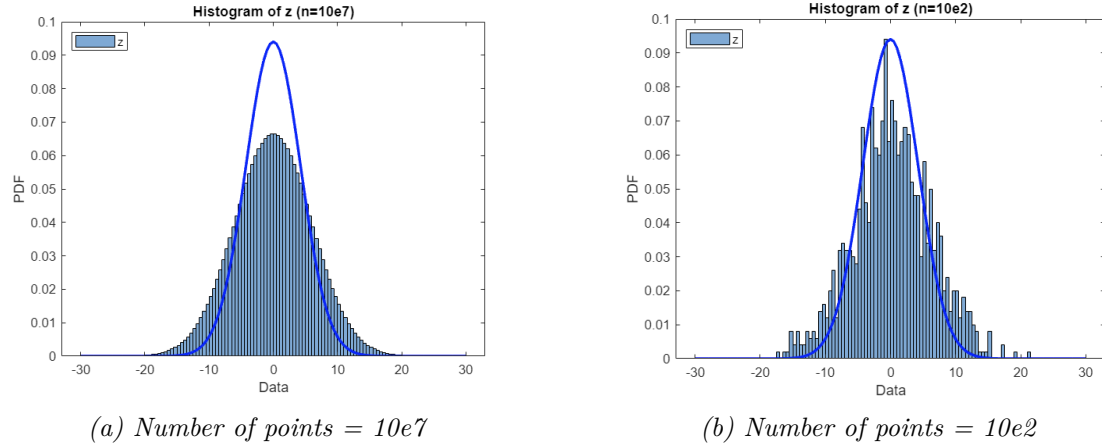 Histogram of z (n=10e7)
z
0.1
0.09
0.08
0.07
0.06
0.05
0.04
0.03
0.02
0.01
0
PDF
-30 -20 -10 0 10 20 30
Data
(a) Number of points = 10e7
Histogram of z (n=10e2)
z
0.1
0.09
0.08
0.07
0.06
0.05
0.04
0.03
0.02
0.01
0
PDF
-30 -20 -10 0 10 20 30
Data
(b) Number of points = 10e2